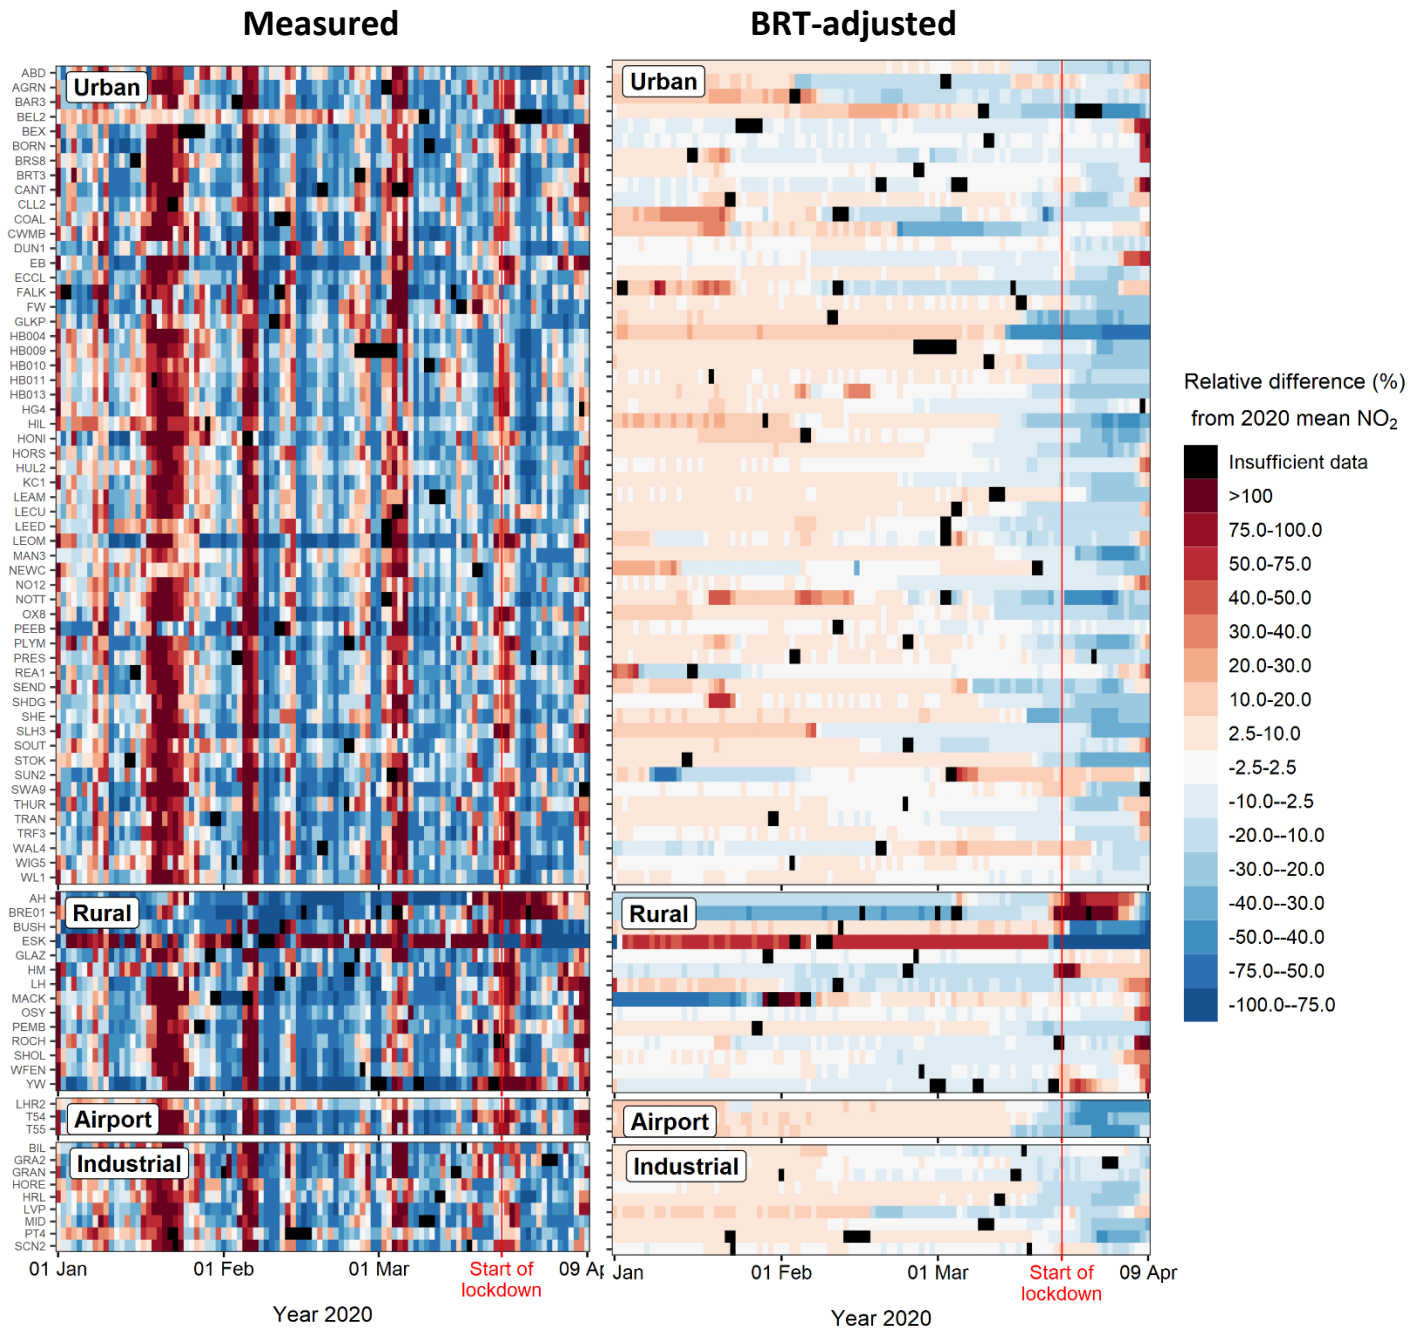 Measured
BRT-adjusted
Urban
ABD
AGRN
BAR3
BEL2
BEX
BORN
BRS8
BRT3
CANT
CLL2
COAL
CWMB
DUN1
EB
ECCL
FALK
FW
GLKP
HB004
HB009
HB010
HB011
HB013
HG4
HIL
HONI
HORS
HUL2
KC1
LEAM
LECU
LEED
LEOM
MAN3
NEWC
NO12
NOTT
OX8
PEEB
PLYM
PRES
REA1
SEND
SHDG
SHE
SLH3
SOUT
STOK
SUN2
SWA9
THUR
TRAN
TRF3
WAL4
WIG5
WL1
Rural
AH
BRE01
BUSH
ESK
GLAZ
HM
LH
MACK
OSY
PEMB
ROCH
SHOL
WFEN
YW
Airport
LHR2
T54
T55
Industrial
BIL
GRA2
GRAN
HORE
HRL
LVP
MID
PT4
SCN2
01 Jan
01 Feb
01 Mar
Start of
lockdown
09 Ap
Year 2020
Urban
Rural
Airport
Industrial
Jan
01 Feb
01 Mar
Start of
lockdown
09 Apr
Year 2020
Relative difference (%)
from 2020 mean NO₂
Insufficient data
>100
75.0-100.0
50.0-75.0
40.0-50.0
30.0-40.0
20.0-30.0
10.0-20.0
2.5-10.0
-2.5-2.5
-10.0--2.5
-20.0--10.0
-30.0--20.0
-40.0--30.0
-50.0--40.0
-75.0--50.0
-100.0--75.0